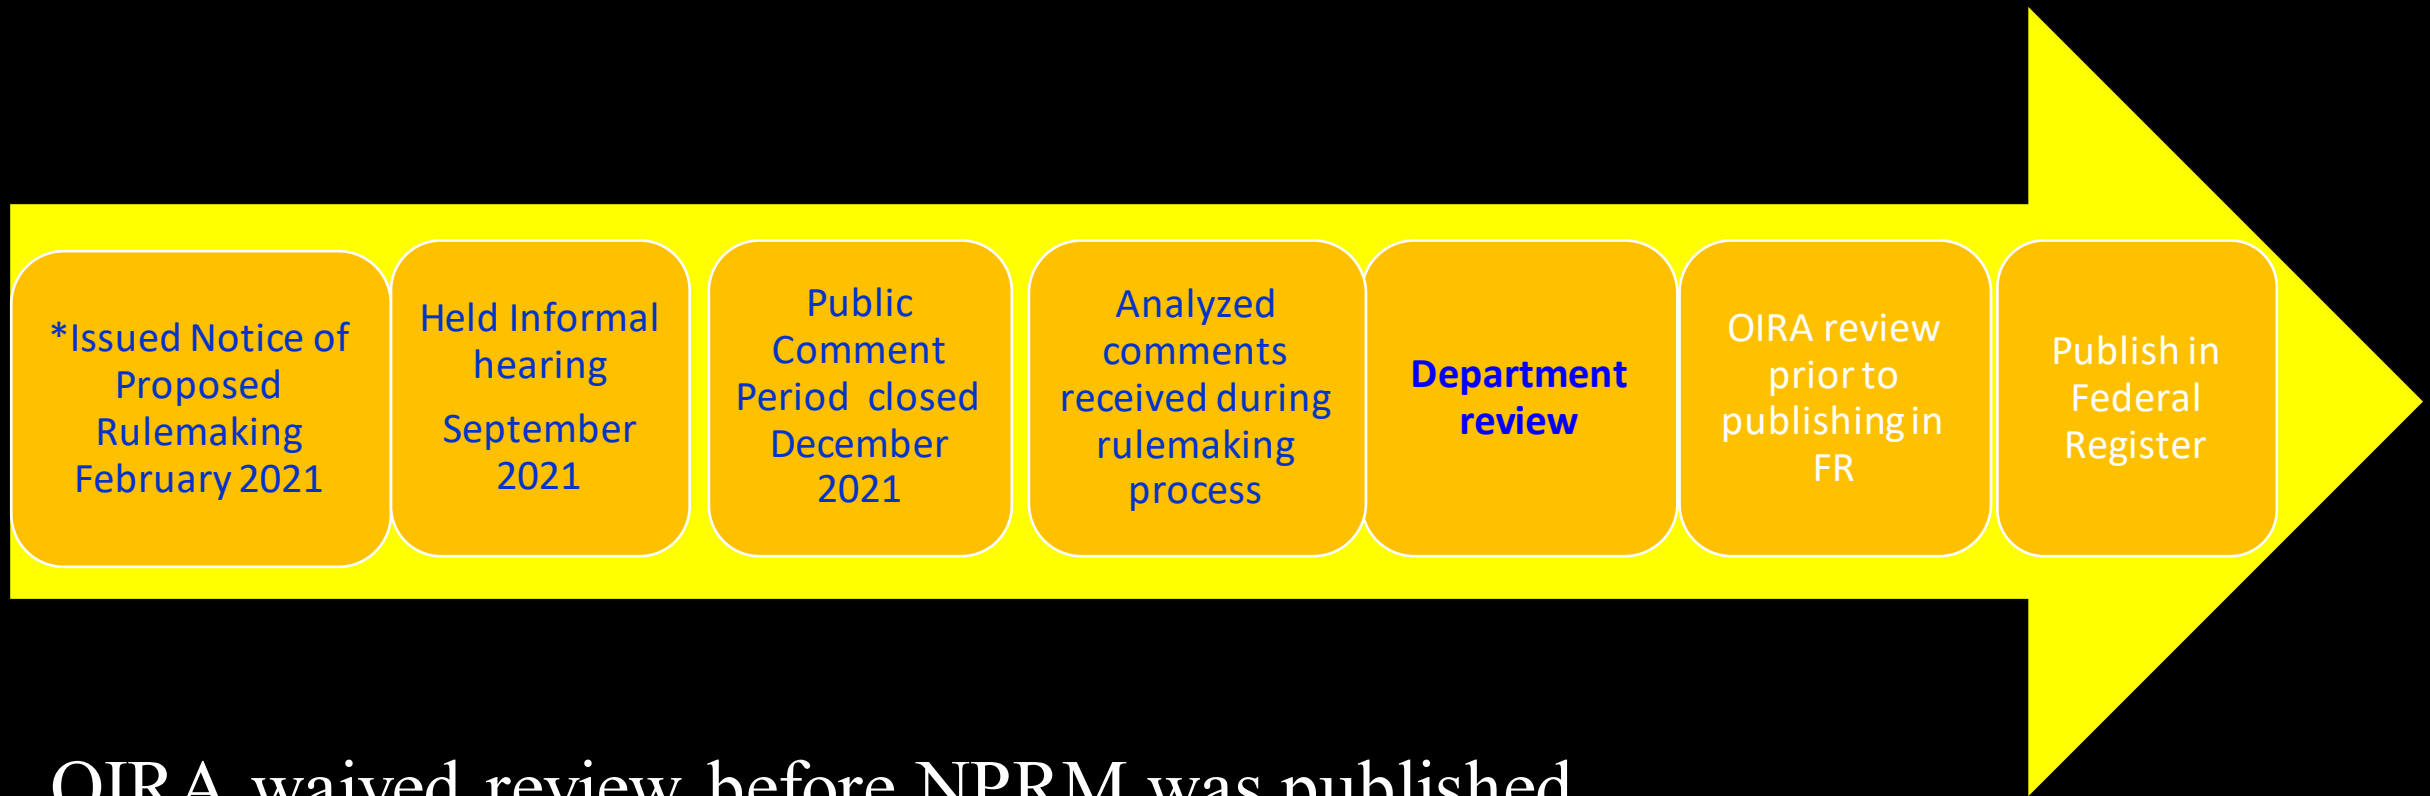 *Issued Notice of
Proposed
Rulemaking
February 2021
Held Informal
hearing
September
2021
Public
Comment
Period closed
December
2021
Analyzed
comments
received during
rulemaking
process
Department
review
OIRA review
prior to
publishing in
FR
Publish in
Federal
Register
OIRA waived review before NPRM was published